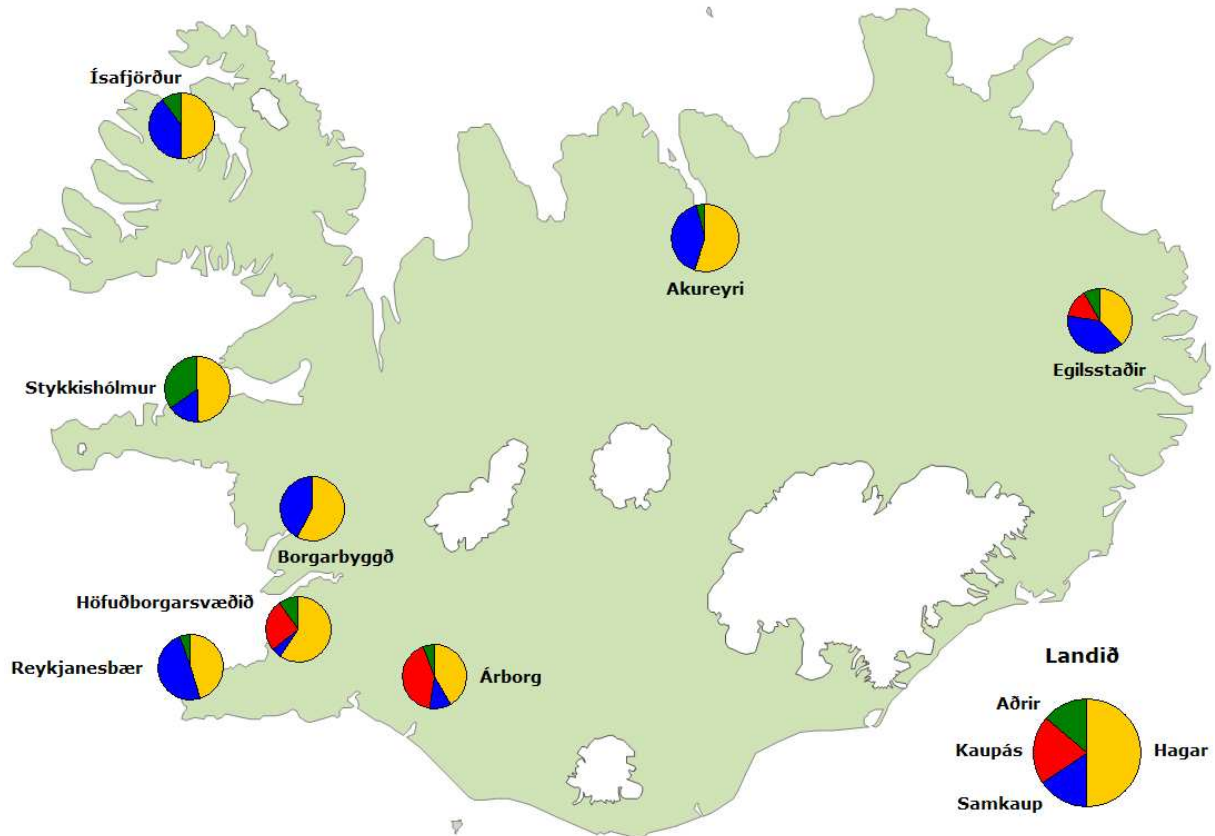 Ísafjörður
Akureyri
Egilsstaðir
Stykkishólmur
Borgarbyggð
Höfuðborgarsvæðið
Reykjanesbær
Árborg
Landið
Aðrir
Kaupás
Hagar
Samkaup